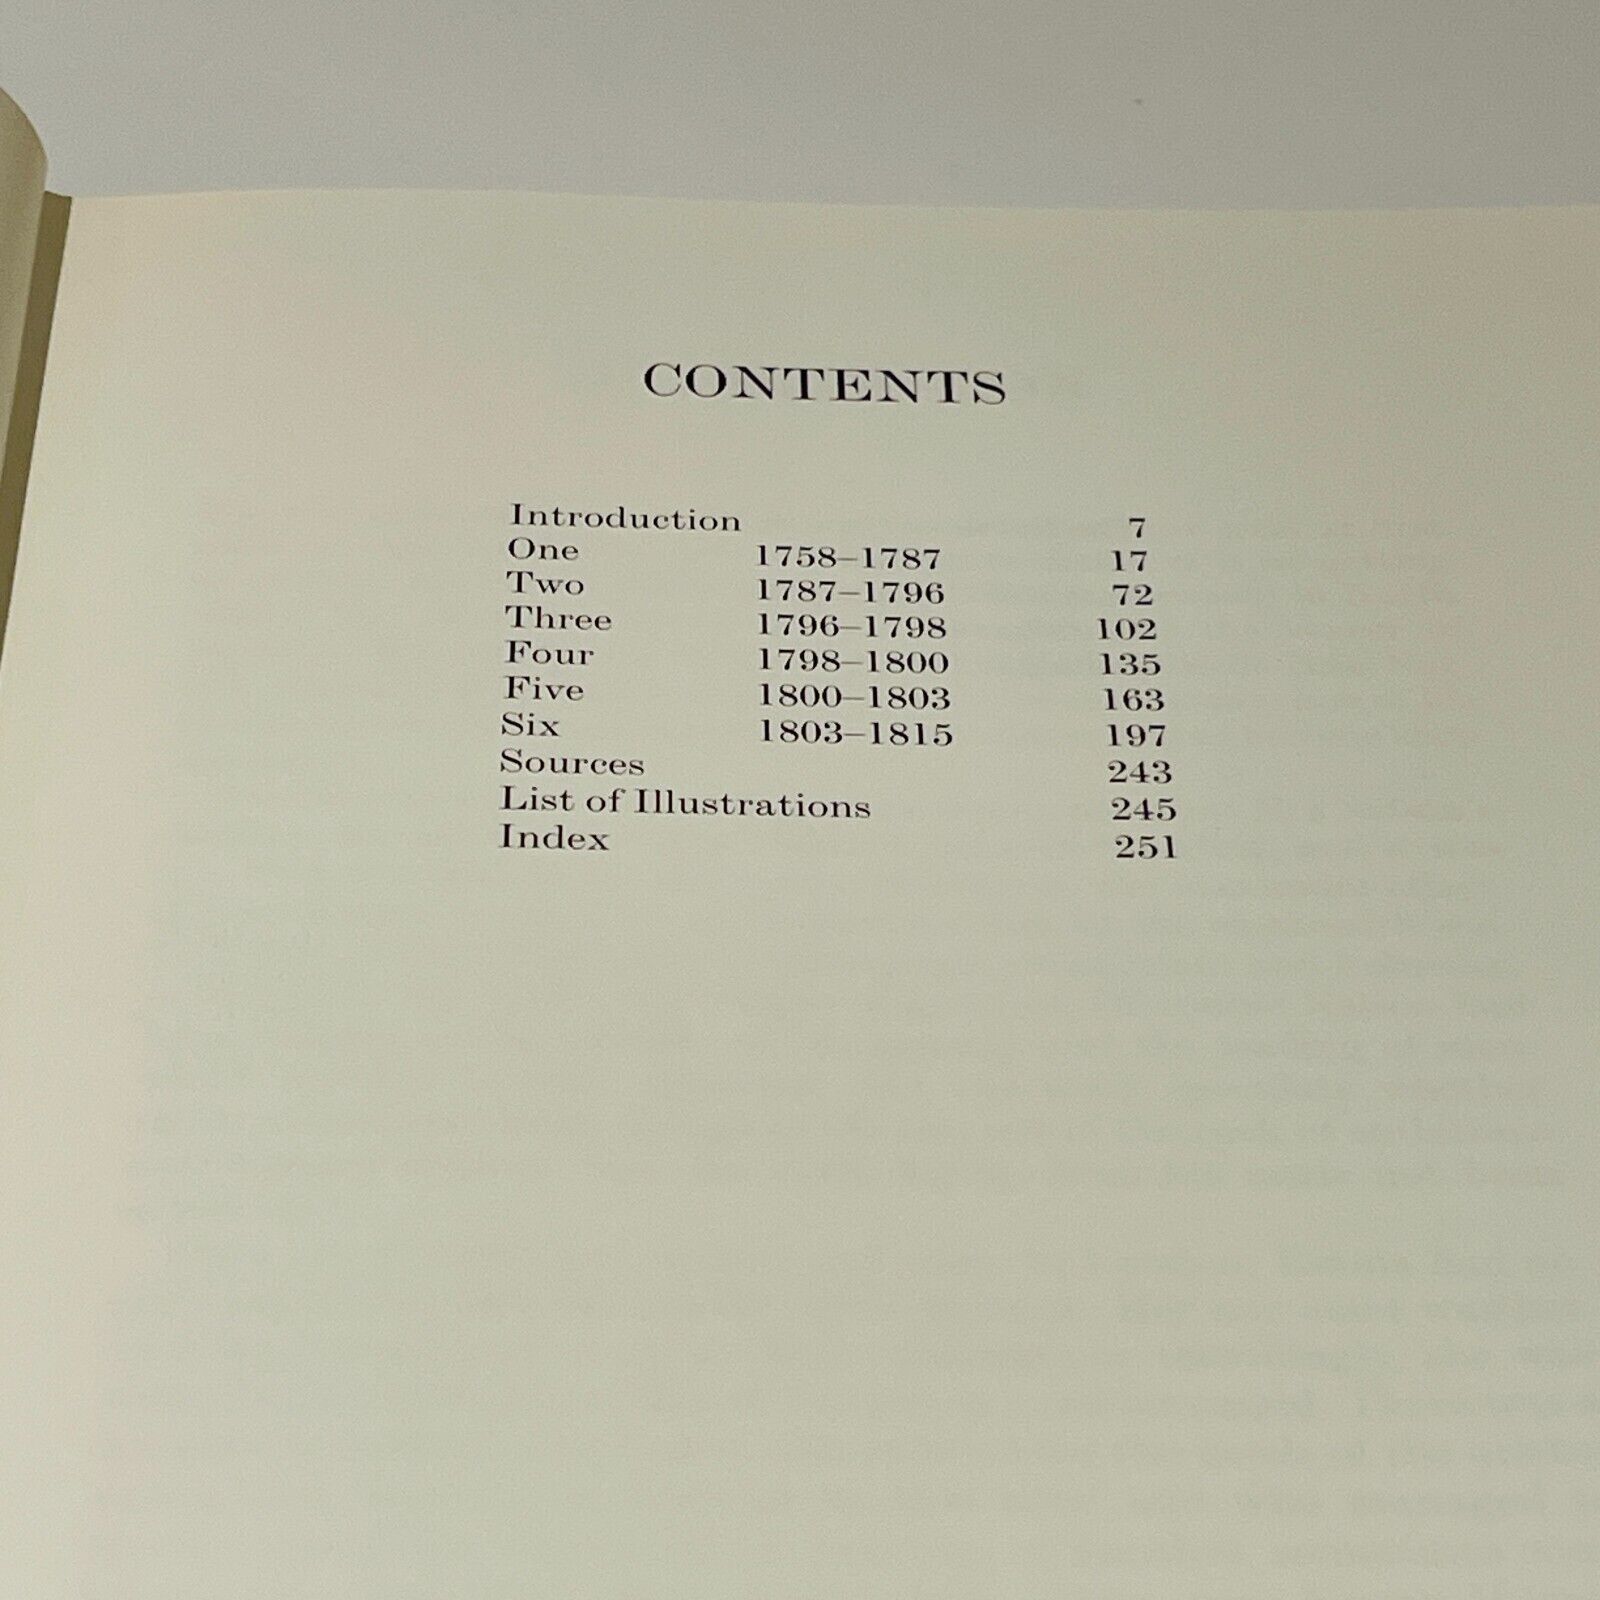 CONTENTS
Introduction 7
One 1758–1787 17
Two 1787–1796 72
Three 1796–1798 102
Four 1798–1800 135
Five 1800–1803 163
Six 1803–1815 197
Sources 243
List of Illustrations 245
Index 251